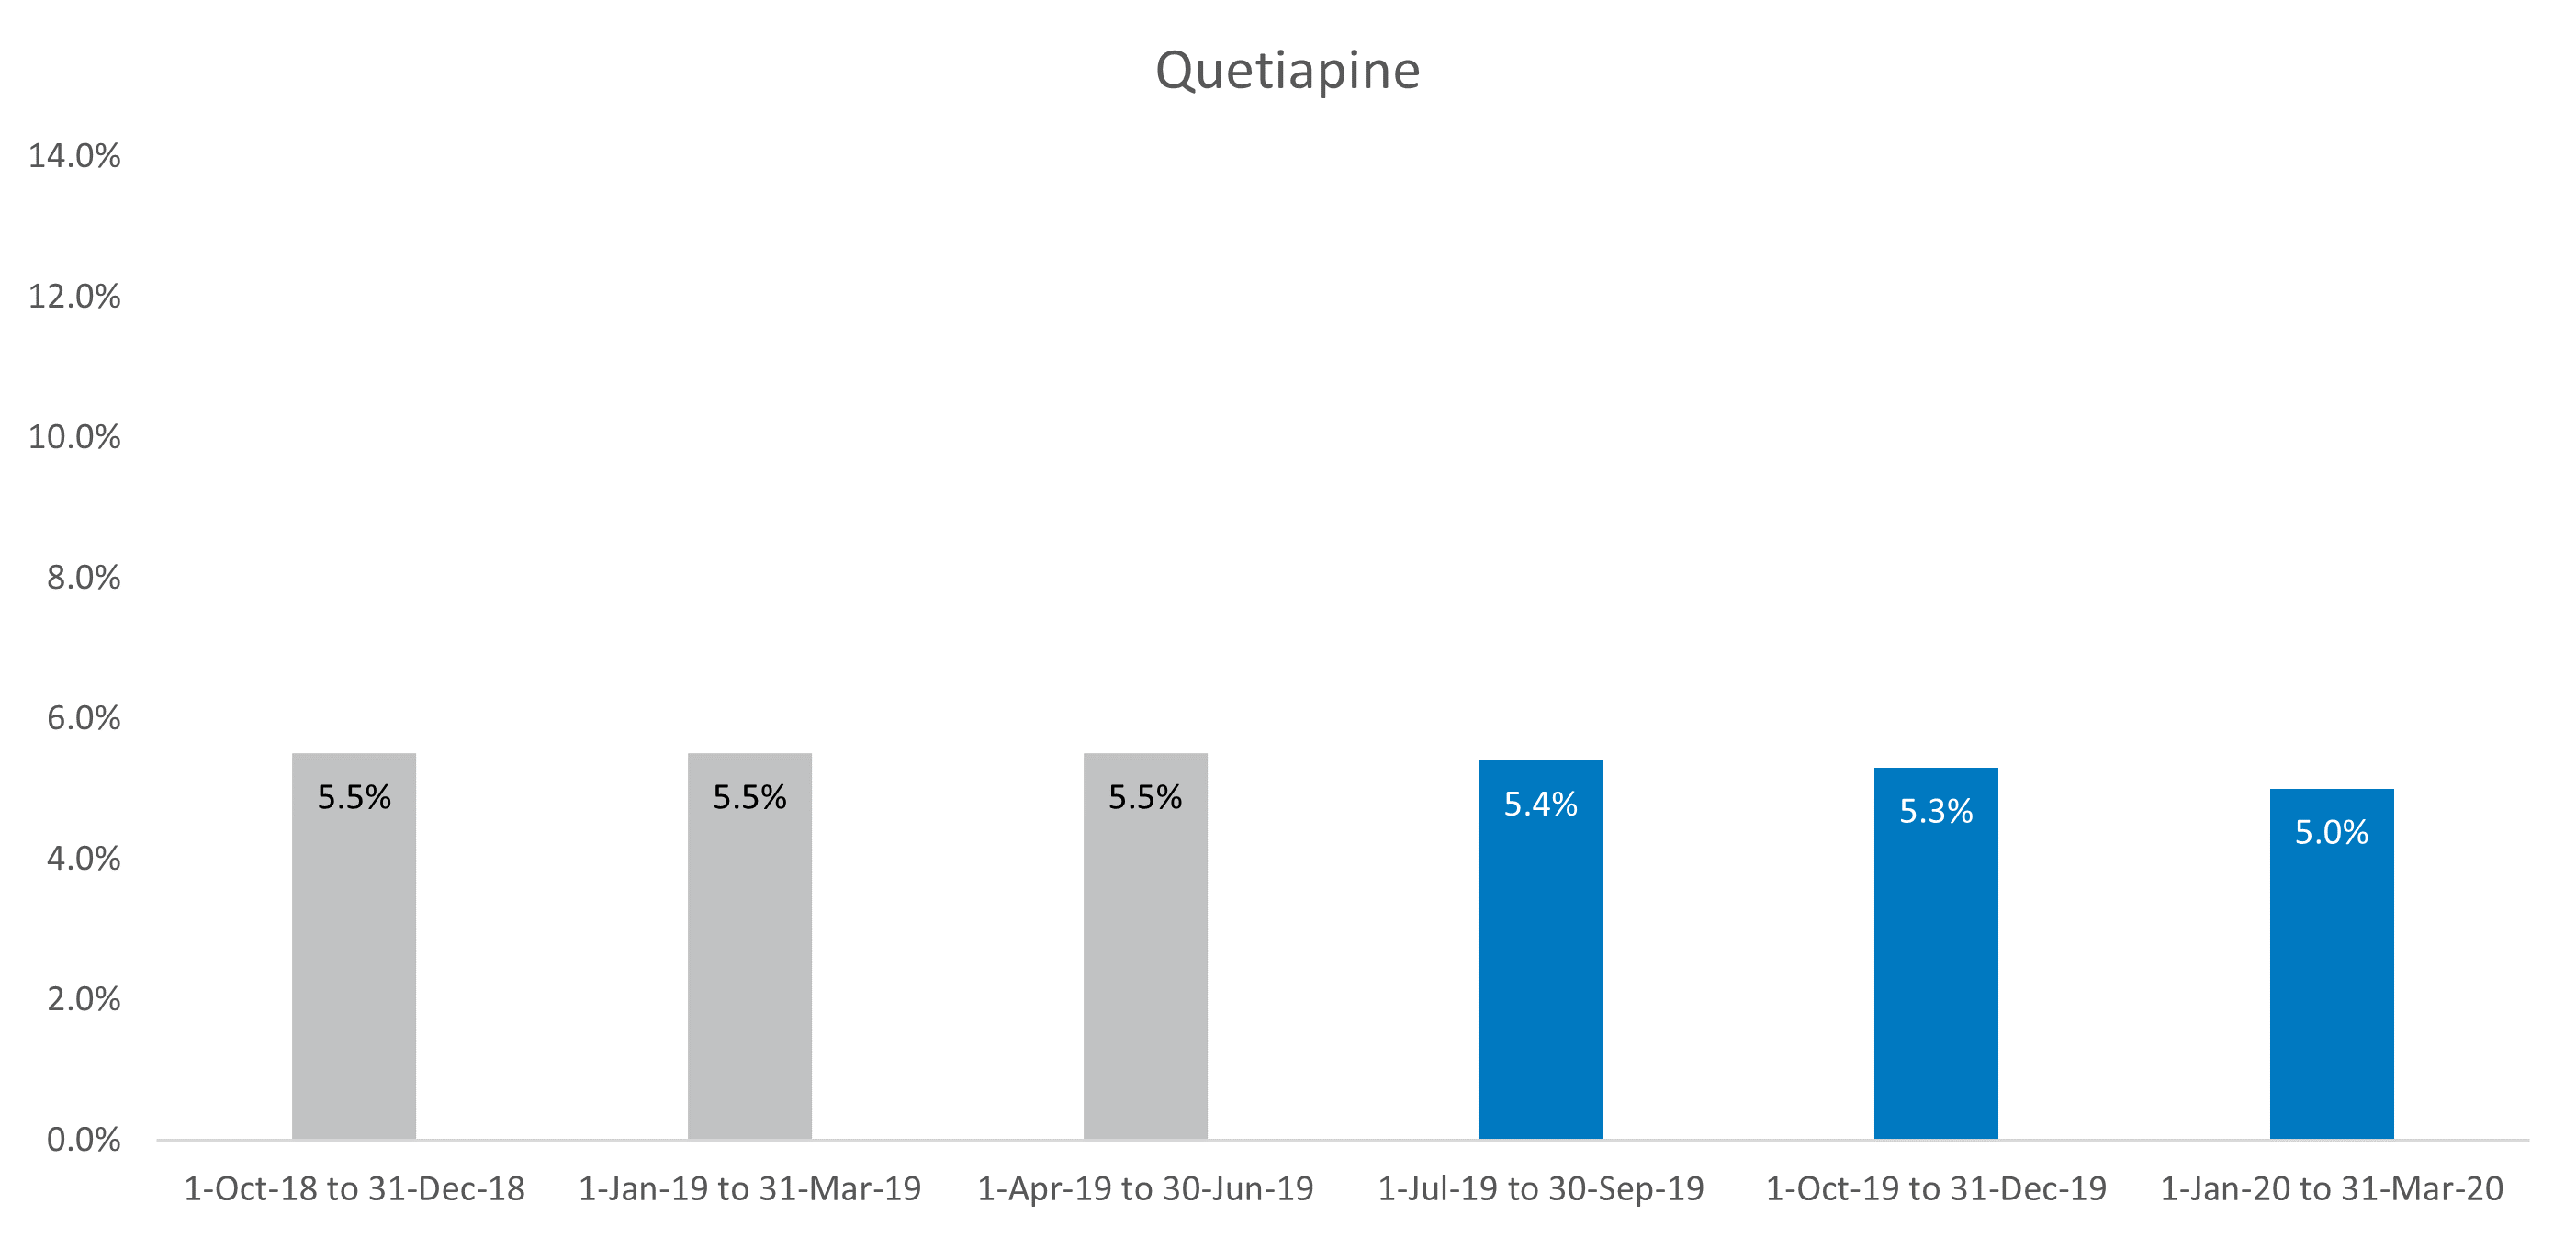 Quetiapine
14.0%
12.0%
10.0%
8.0%
6.0%
4.0%
2.0%
0.0%
5.5%
5.5%
5.5%
5.4%
5.3%
5.0%
1-Oct-18 to 31-Dec-18
1-Jan-19 to 31-Mar-19
1-Apr-19 to 30-Jun-19
1-Jul-19 to 30-Sep-19
1-Oct-19 to 31-Dec-19
1-Jan-20 to 31-Mar-20